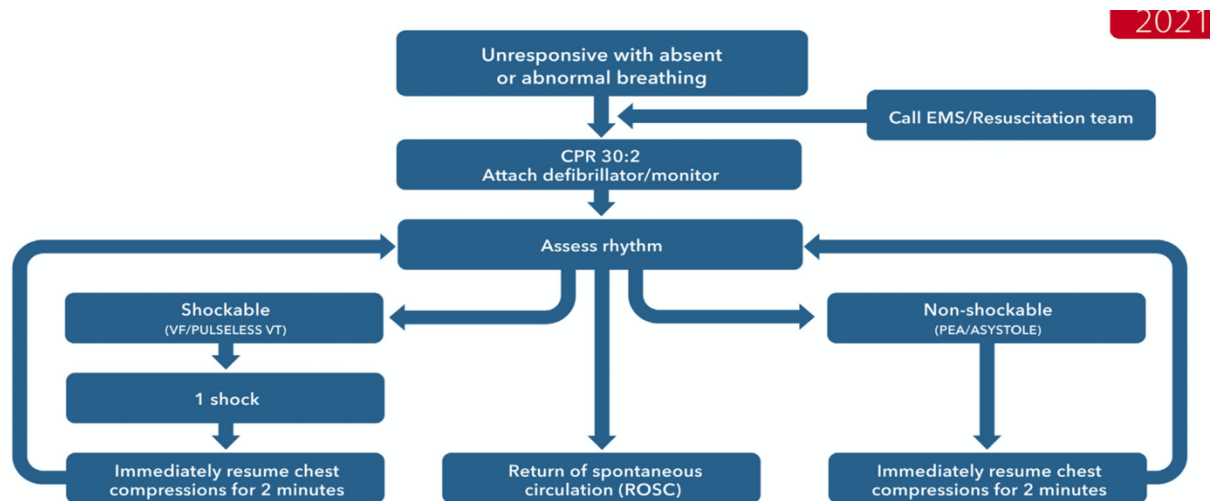 2021
Unresponsive with absent
or abnormal breathing
Call EMS/Resuscitation team
CPR 30:2
Attach defibrillator/monitor
Assess rhythm
Shockable
(VF/PULSELESS VT)
Non-shockable
(PEA/ASYSTOLE)
1 shock
Immediately resume chest
compressions for 2 minutes
Return of spontaneous
circulation (ROSC)
Immediately resume chest
compressions for 2 minutes